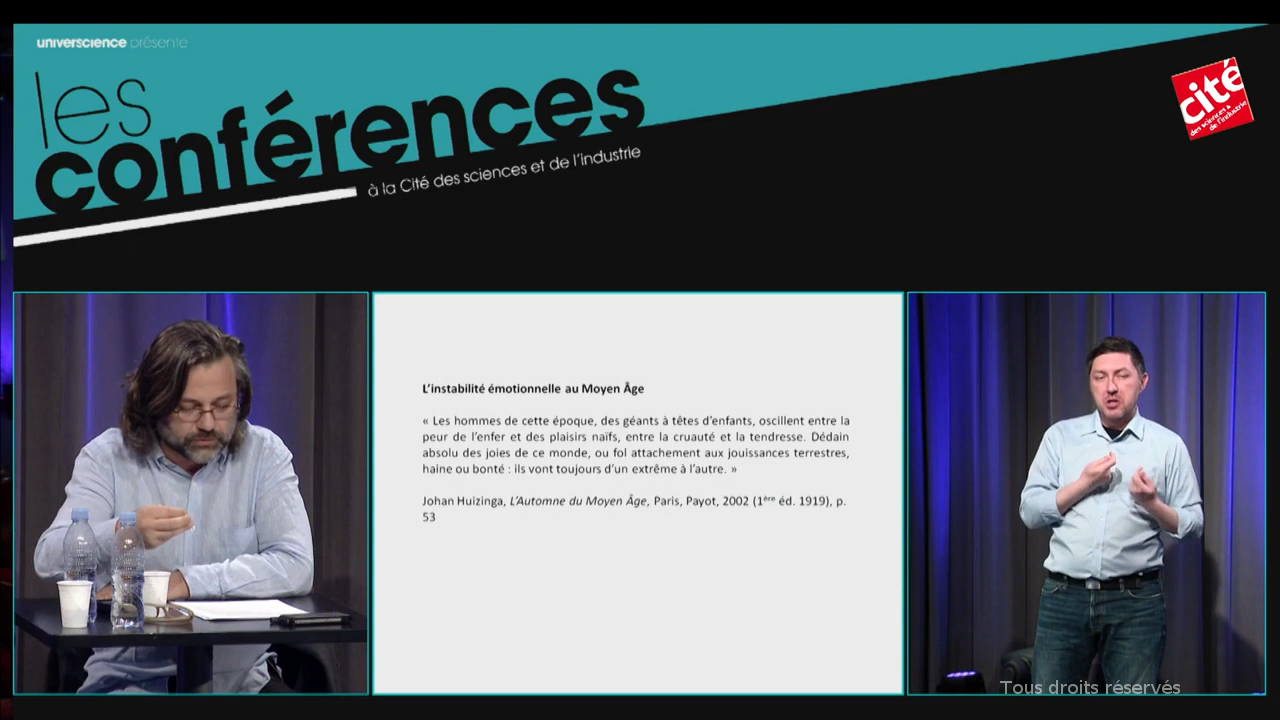 universcience présente
les
conférences
à la Cité des sciences et de l'industrie
cité
des sciences &
de l'industrie
L'instabilité émotionnelle au Moyen Âge
« Les hommes de cette époque, des géants à têtes d'enfants, oscillent entre la
peur de l'enfer et des plaisirs naïfs, entre la cruauté et la tendresse. Dédain
absolu des joies de ce monde, ou fol attachement aux jouissances terrestres,
haine ou bonté : ils vont toujours d'un extrême à l'autre. »
Johan Huizinga, L'Automne du Moyen Âge, Paris, Payot, 2002 (1ère éd. 1919), p.
53
Tous droits réservés